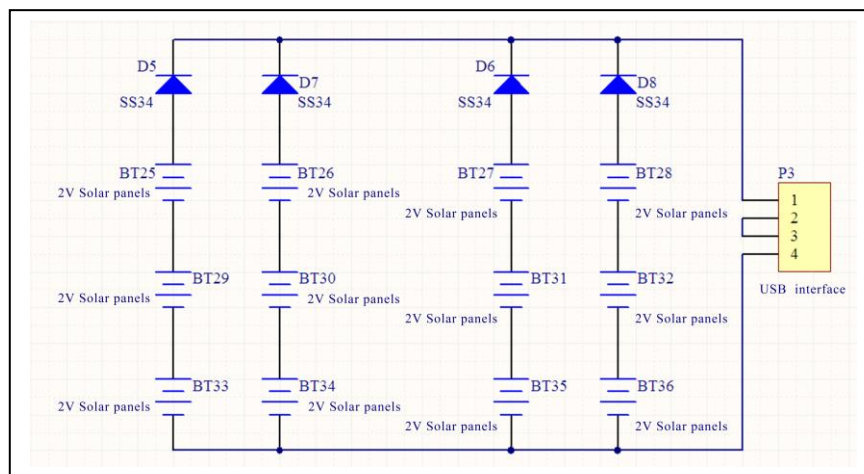 D5
D7
D6
D8
SS34
SS34
SS34
SS34
BT25
BT26
BT27
BT28
P3
2V Solar panels
2V Solar panels
2V Solar panels
2V Solar panels
1
2
3
4
BT29
BT30
BT31
BT32
USB interface
2V Solar panels
2V Solar panels
2V Solar panels
2V Solar panels
BT33
BT34
BT35
BT36
2V Solar panels
2V Solar panels
2V Solar panels
2V Solar panels